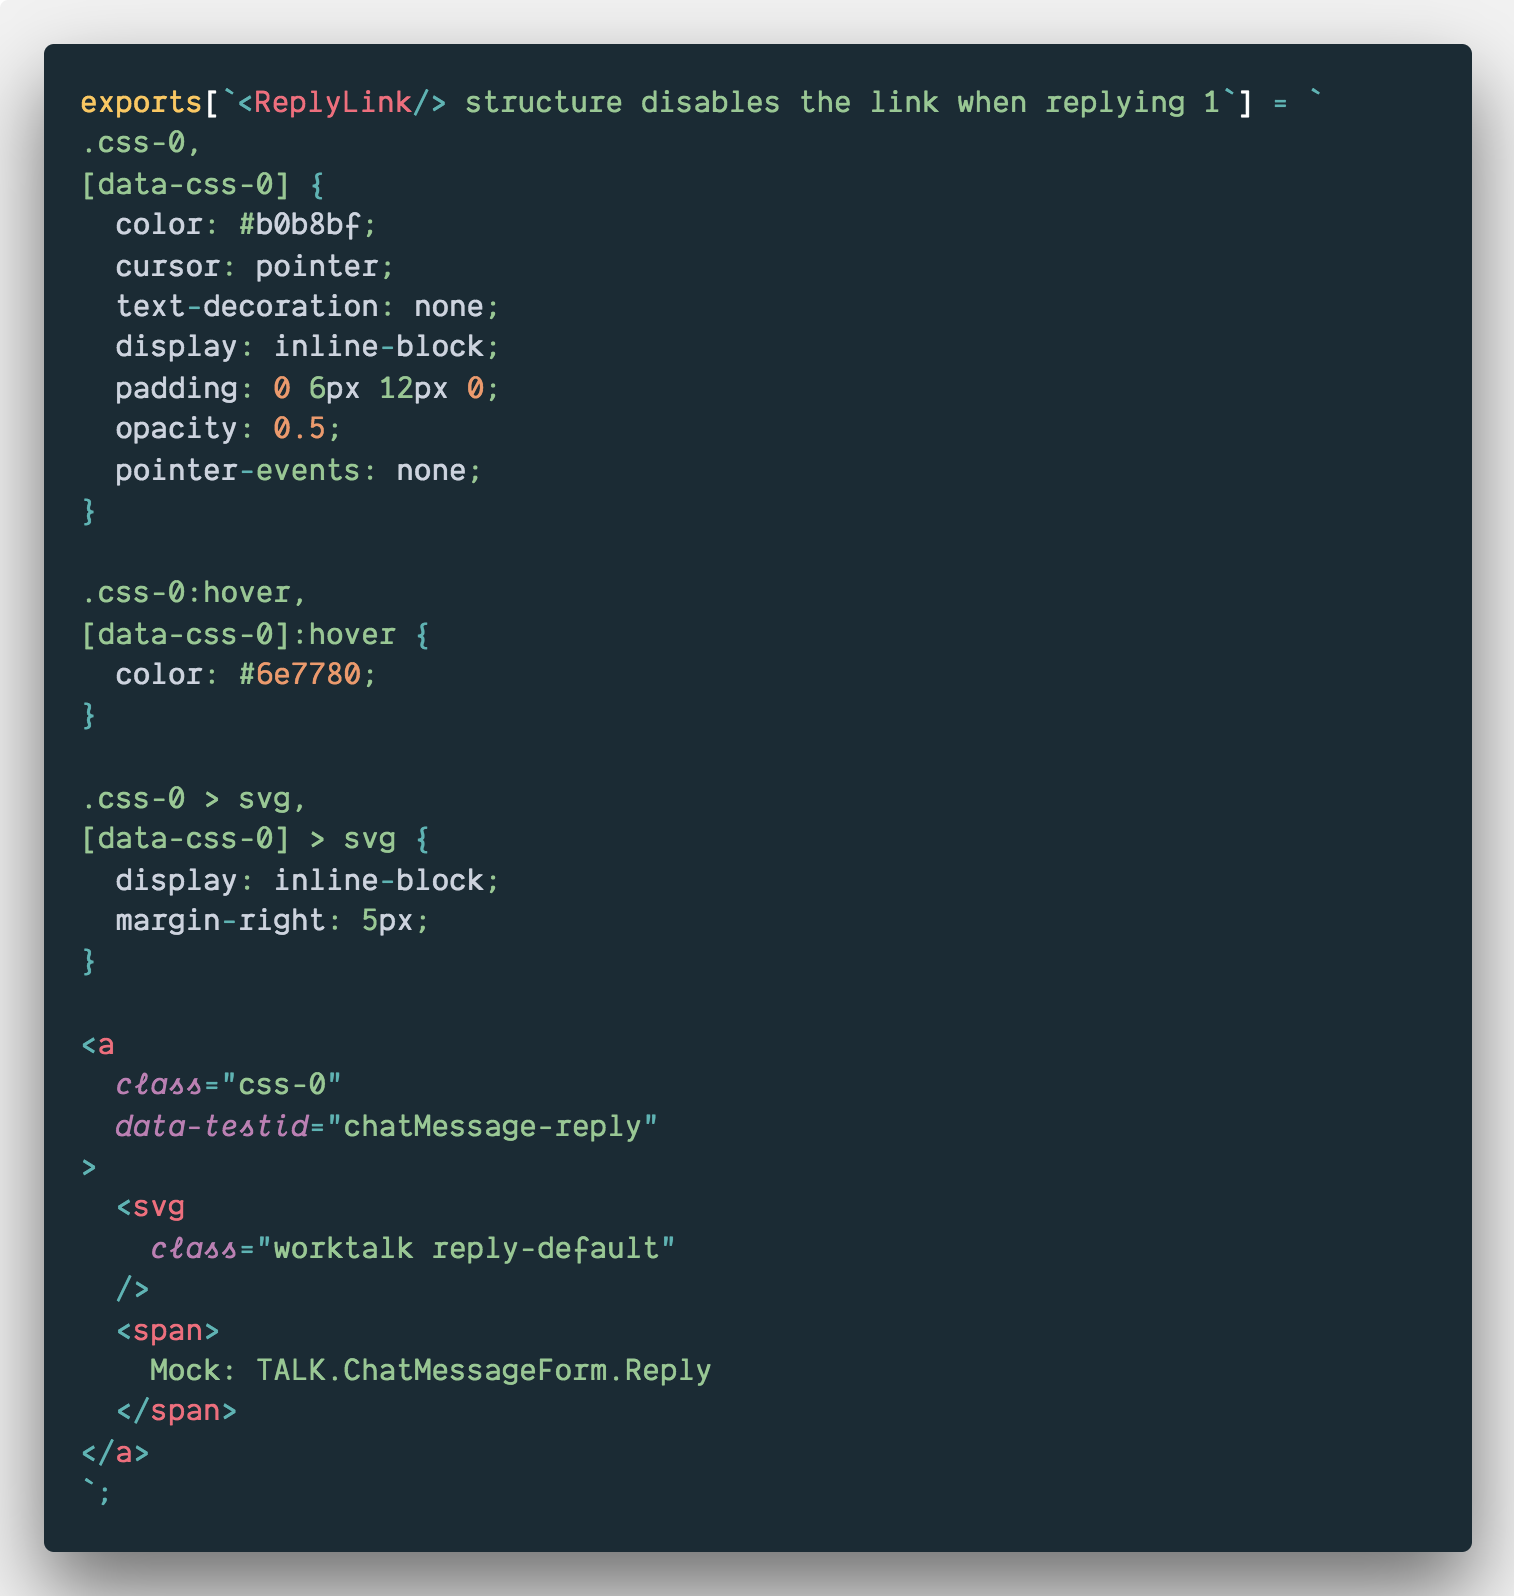 exports[`<ReplyLink/> structure disables the link when replying 1`] = `
.css-0,
[data-css-0] {
  color: #b0b8bf;
  cursor: pointer;
  text-decoration: none;
  display: inline-block;
  padding: 0 6px 12px 0;
  opacity: 0.5;
  pointer-events: none;
}

.css-0:hover,
[data-css-0]:hover {
  color: #6e7780;
}

.css-0 > svg,
[data-css-0] > svg {
  display: inline-block;
  margin-right: 5px;
}

<a
  class="css-0"
  data-testid="chatMessage-reply"
>
  <svg
    class="worktalk reply-default"
  />
  <span>
    Mock: TALK.ChatMessageForm.Reply
  </span>
</a>
`;